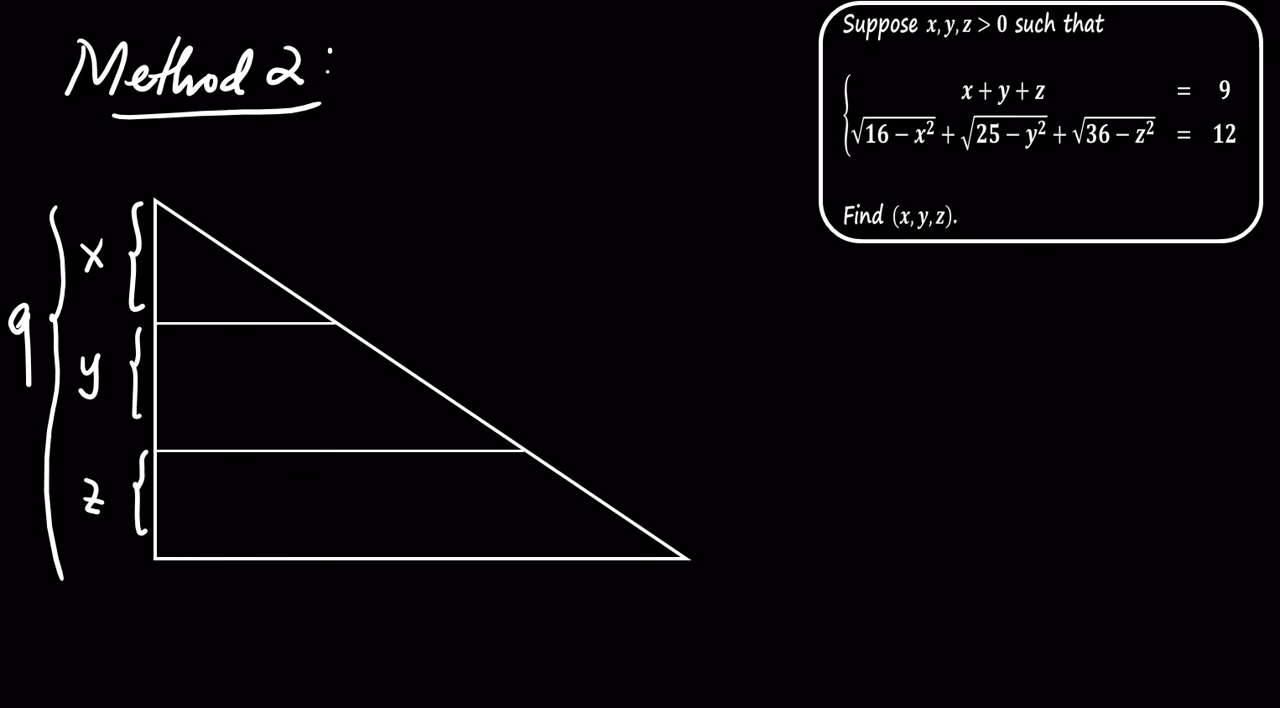 Method 2:
Suppose x, y, z > 0 such that
x + y + z = 9
√16 − x² + √25 − y² + √36 − z² = 12
Find (x, y, z).
x
9
y
z